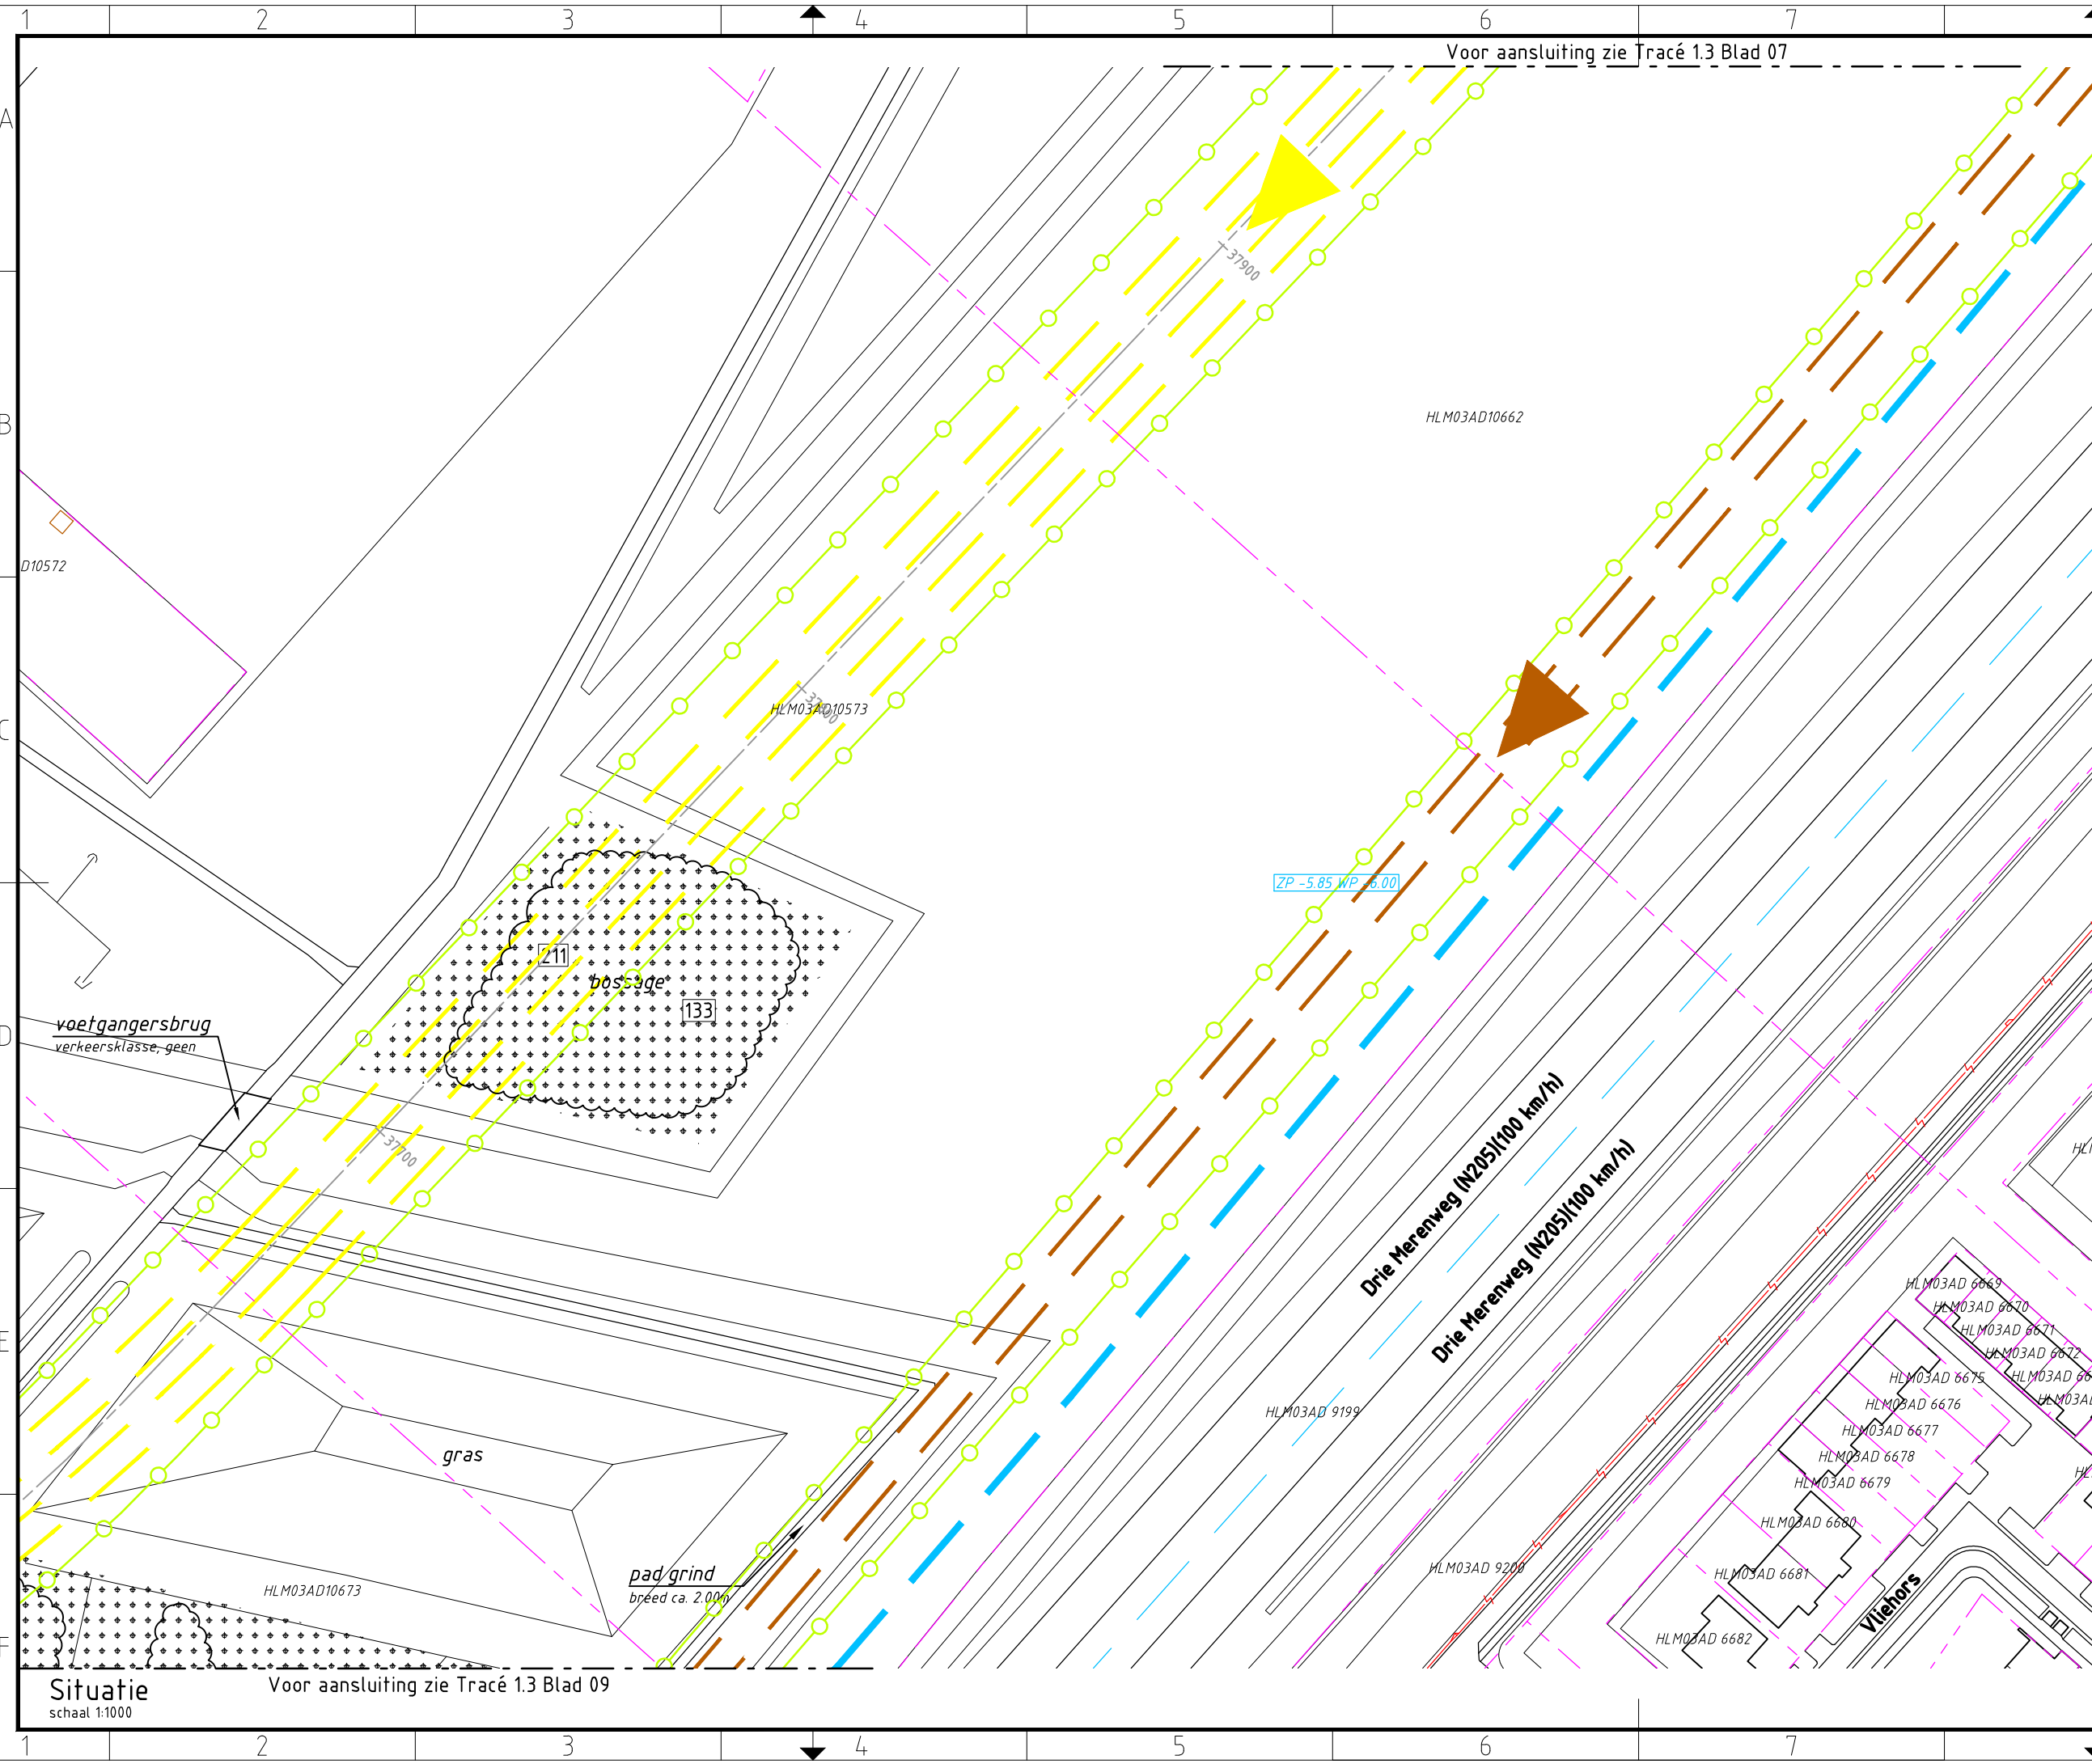 1 2 3 4 5 6 7
Voor aansluiting zie Tracé 1.3 Blad 07
A
37900
B
HLM03AD10662
D10572
C
HLM03AD10573
ZP -5.85 WP -6.00
211
bossage
133
D
voetgangersbrug
verkeersklasse, geen
37700
Drie Merenweg (N205)(100 km/h)
Drie Merenweg (N205)(100 km/h)
HLM03AD 6669
HLM03AD 6670
HLM03AD 6671
HLM03AD 6672
E
HLM03AD 6675
HLM03AD 6676
HLM03AD 9199
HLM03AD 6677
gras
HLM03AD 6678
HLM03AD 6679
HLM03AD 6680
HLM03AD 9200
pad grind
HLM03AD 6681
breed ca. 2.00m
HLM03AD10673
Vliehors
F
HLM03AD 6682
Situatie
Voor aansluiting zie Tracé 1.3 Blad 09
schaal 1:1000
1 2 3 4 5 6 7